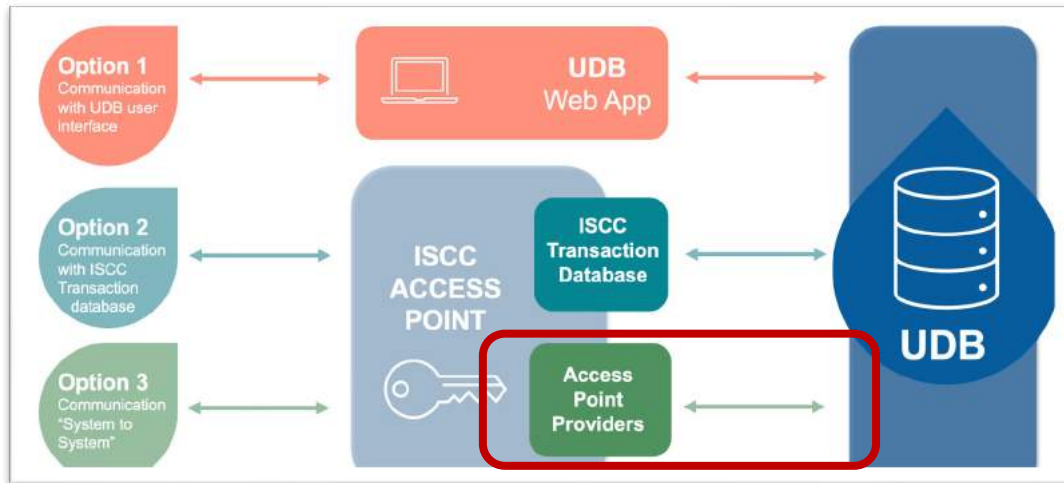 Option 1
Communication
with UDB user
interface
UDB
Web App
Option 2
Communication
with ISCC
Transaction
database
ISCC
ACCESS
POINT
ISCC
Transaction
Database
UDB
Option 3
Communication
"System to
System"
Access
Point
Providers